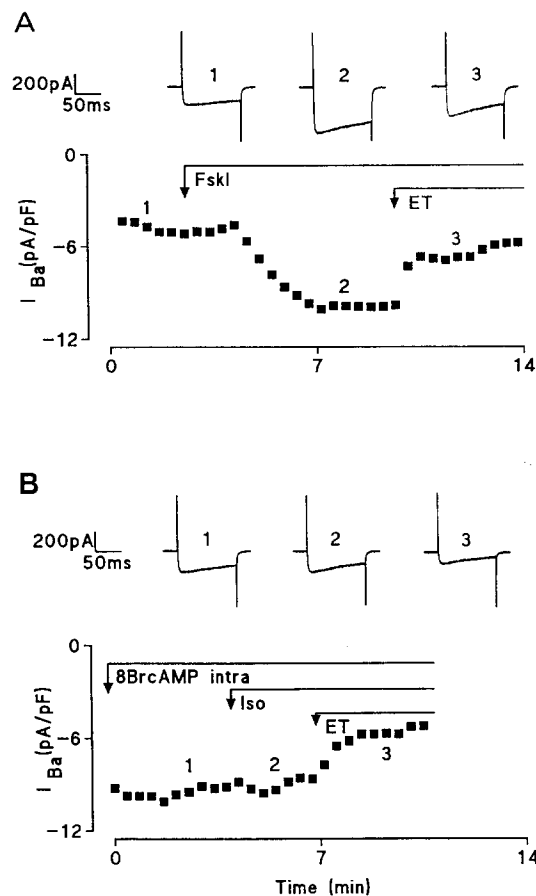 A
1 2 3
200pA
50ms
0
Fskl
ET
1
3
-6
2
-12
I Ba(pA/pF)
0 7 14
B
1 2 3
200pA
50ms
0
8BrcAMP intra
Iso
-6
ET
1 2 3
-12
I Ba(pA/pF)
0 7 14
Time (min)